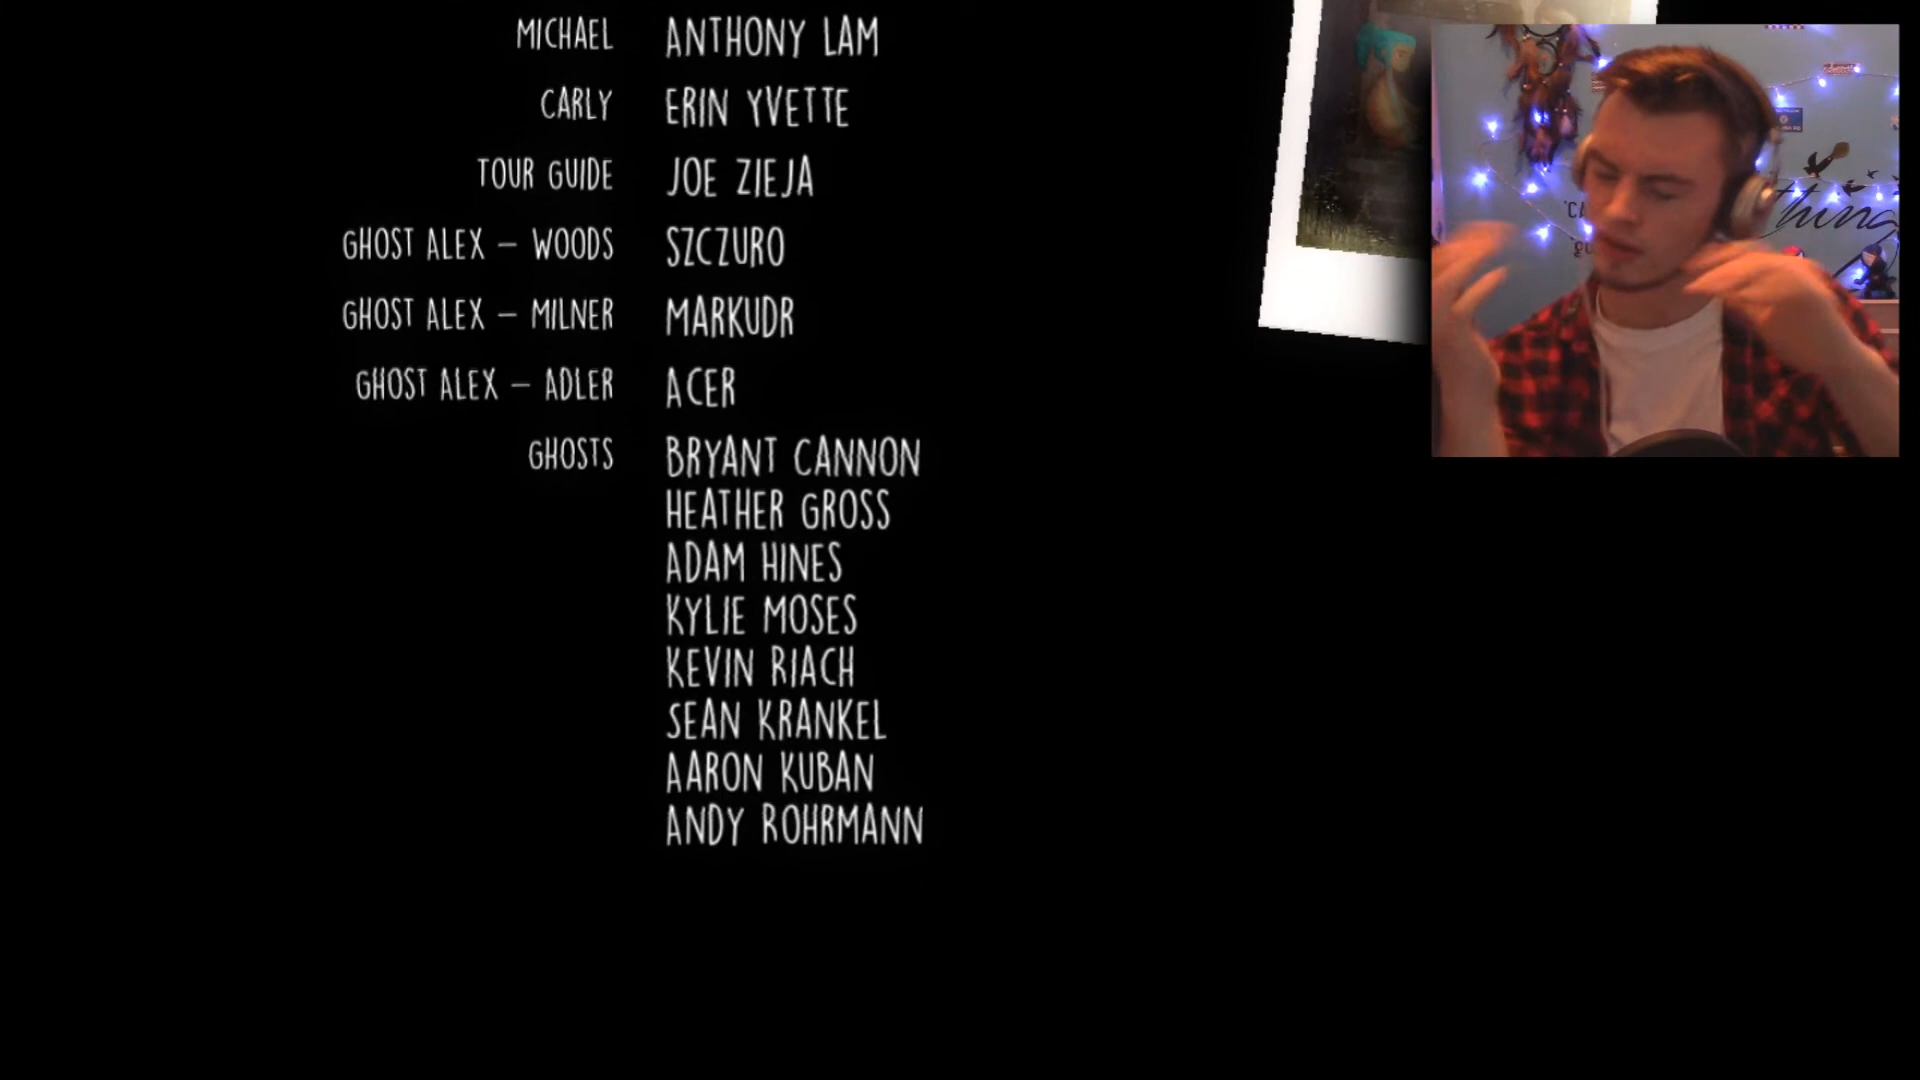 MICHAEL ANTHONY LAM
CARLY ERIN YVETTE
TOUR GUIDE JOE ZIEJA
GHOST ALEX – WOODS SZCZURO
GHOST ALEX – MILNER MARKUDR
GHOST ALEX – ADLER ACER
GHOSTS BRYANT CANNON
HEATHER GROSS
ADAM HINES
KYLIE MOSES
KEVIN RIACH
SEAN KRANKEL
AARON KUBAN
ANDY ROHRMANN
thing